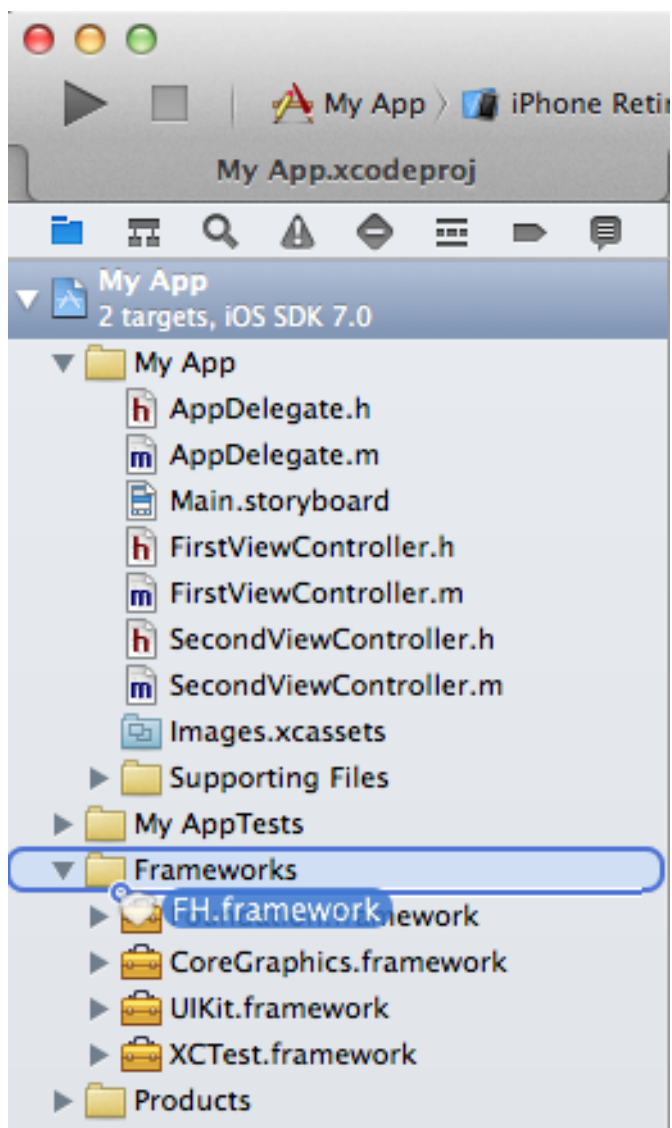 My App iPhone Reti
My App.xcodeproj
My App
2 targets, iOS SDK 7.0
My App
h AppDelegate.h
m AppDelegate.m
Main.storyboard
h FirstViewController.h
m FirstViewController.m
h SecondViewController.h
m SecondViewController.m
Images.xcassets
Supporting Files
My AppTests
Frameworks
FH.framework
CoreGraphics.framework
UIKit.framework
XCTest.framework
Products